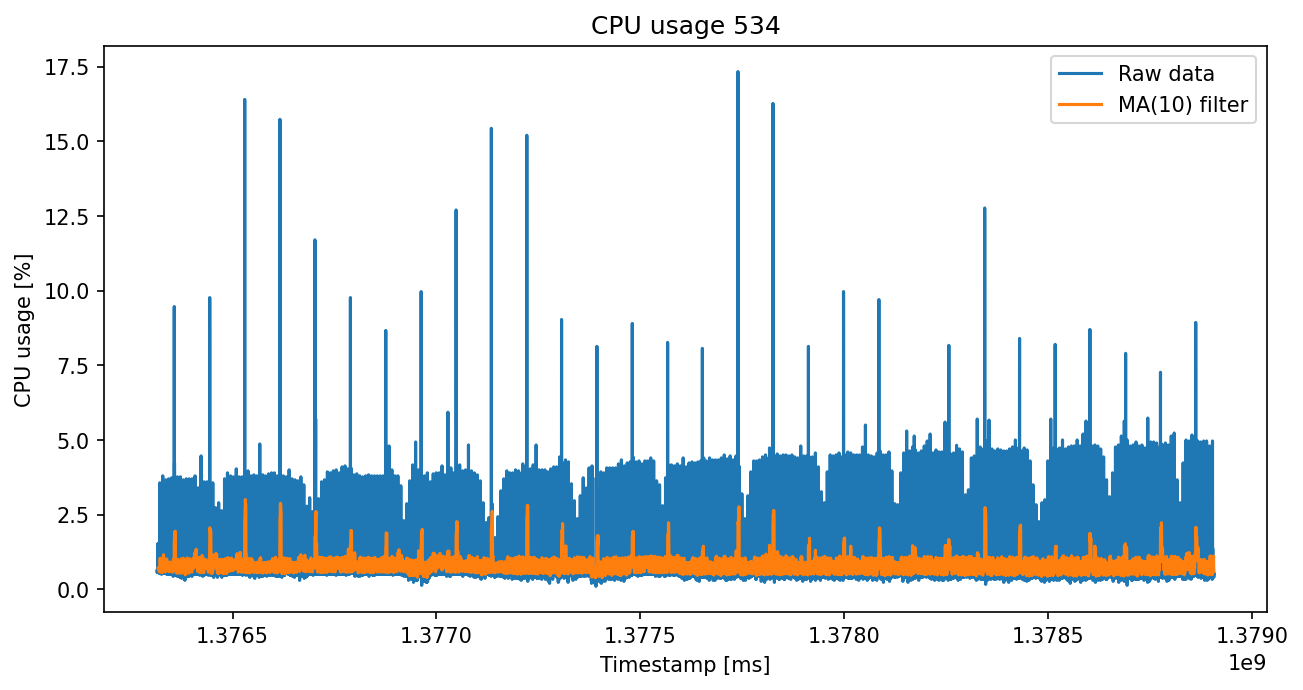 CPU usage 534
Raw data
MA(10) filter
CPU usage [%]
17.5
15.0
12.5
10.0
7.5
5.0
2.5
0.0
1.3765 1.3770 1.3775 1.3780 1.3785 1.3790
1e9
Timestamp [ms]